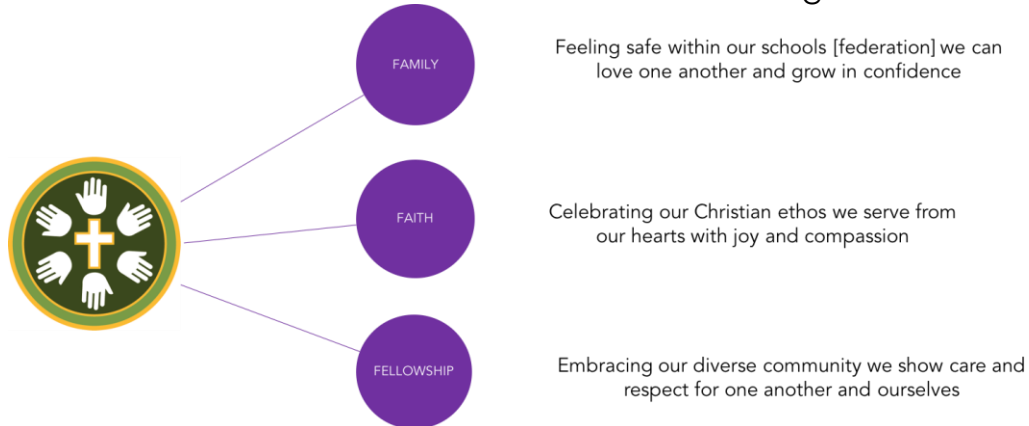 FAMILY
Feeling safe within our schools [federation] we can
love one another and grow in confidence
FAITH
Celebrating our Christian ethos we serve from
our hearts with joy and compassion
FELLOWSHIP
Embracing our diverse community we show care and
respect for one another and ourselves